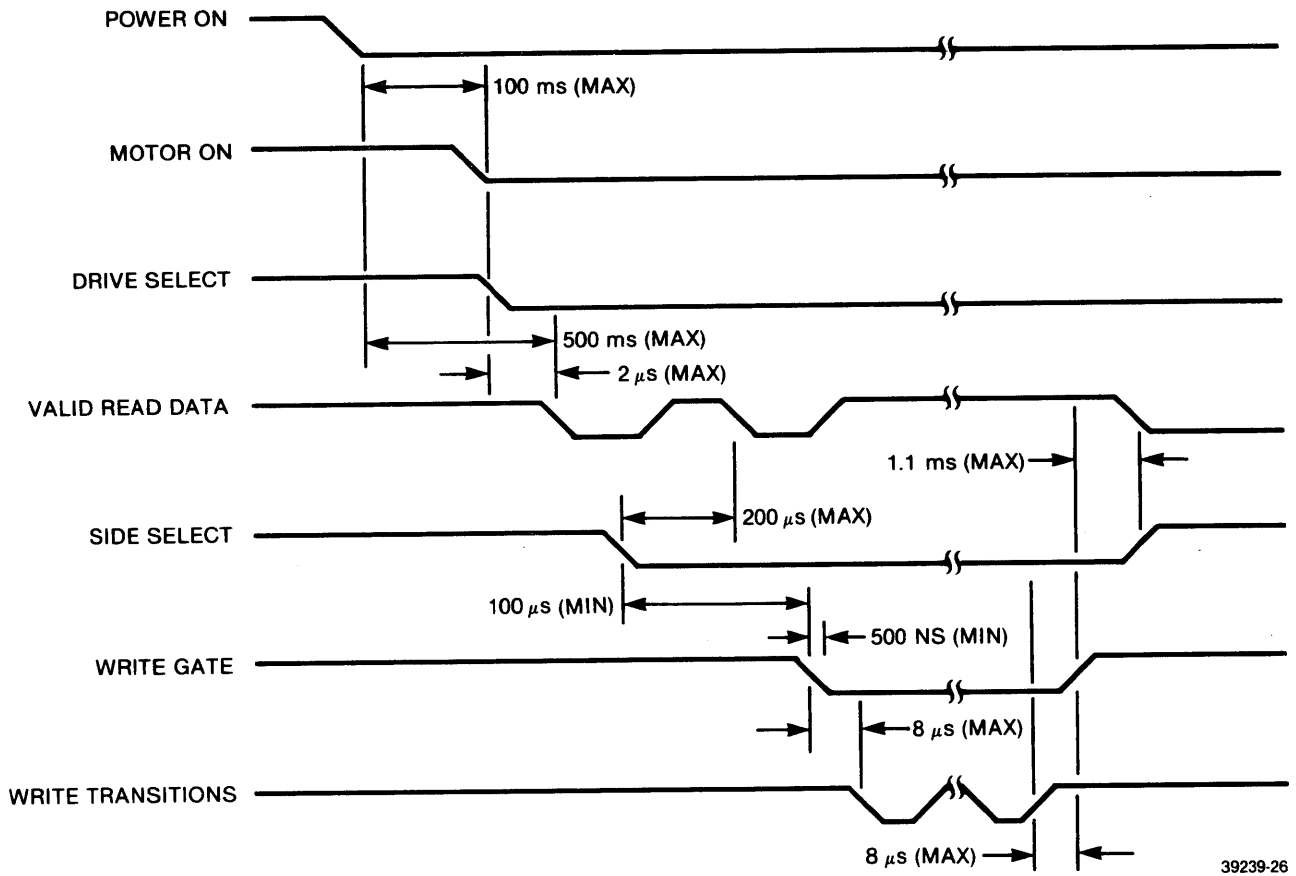 POWER ON
100 ms (MAX)
MOTOR ON
DRIVE SELECT
500 ms (MAX)
2 μs (MAX)
VALID READ DATA
1.1 ms (MAX)
200 μs (MAX)
SIDE SELECT
100 μs (MIN)
500 NS (MIN)
WRITE GATE
8 μs (MAX)
WRITE TRANSITIONS
8 μs (MAX)
39239-26